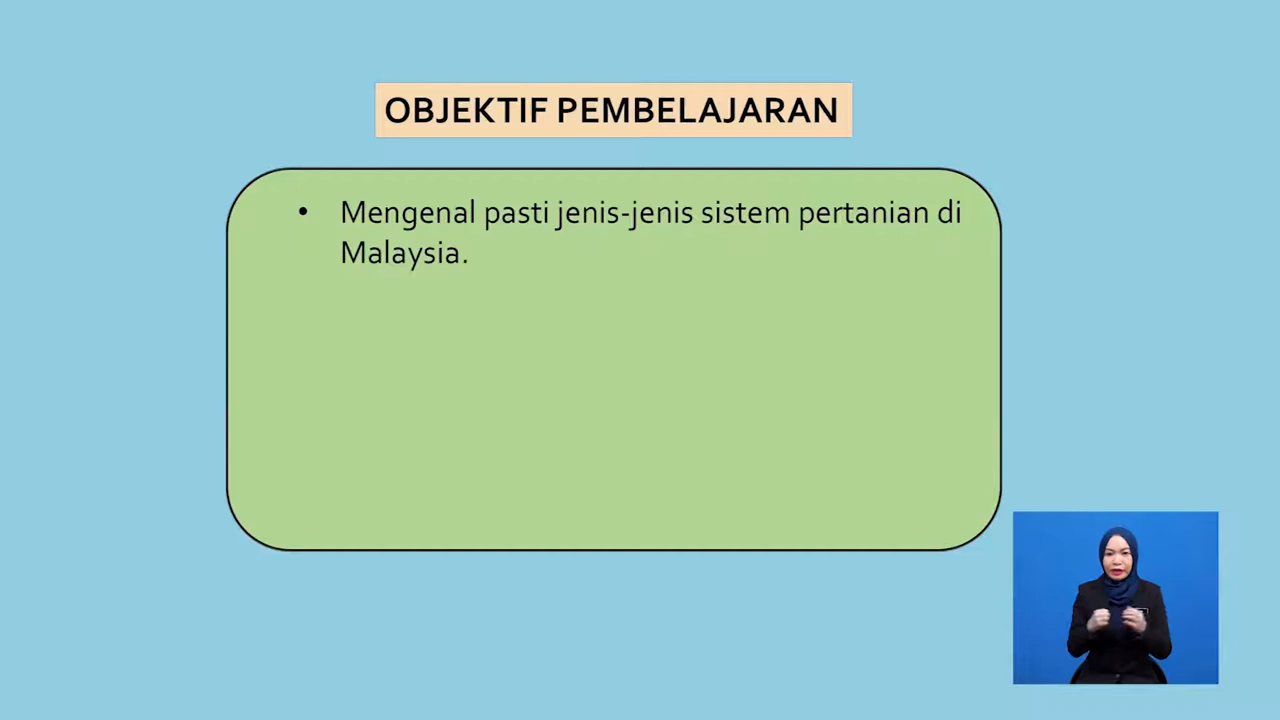 OBJEKTIF PEMBELAJARAN
• Mengenal pasti jenis-jenis sistem pertanian di
Malaysia.